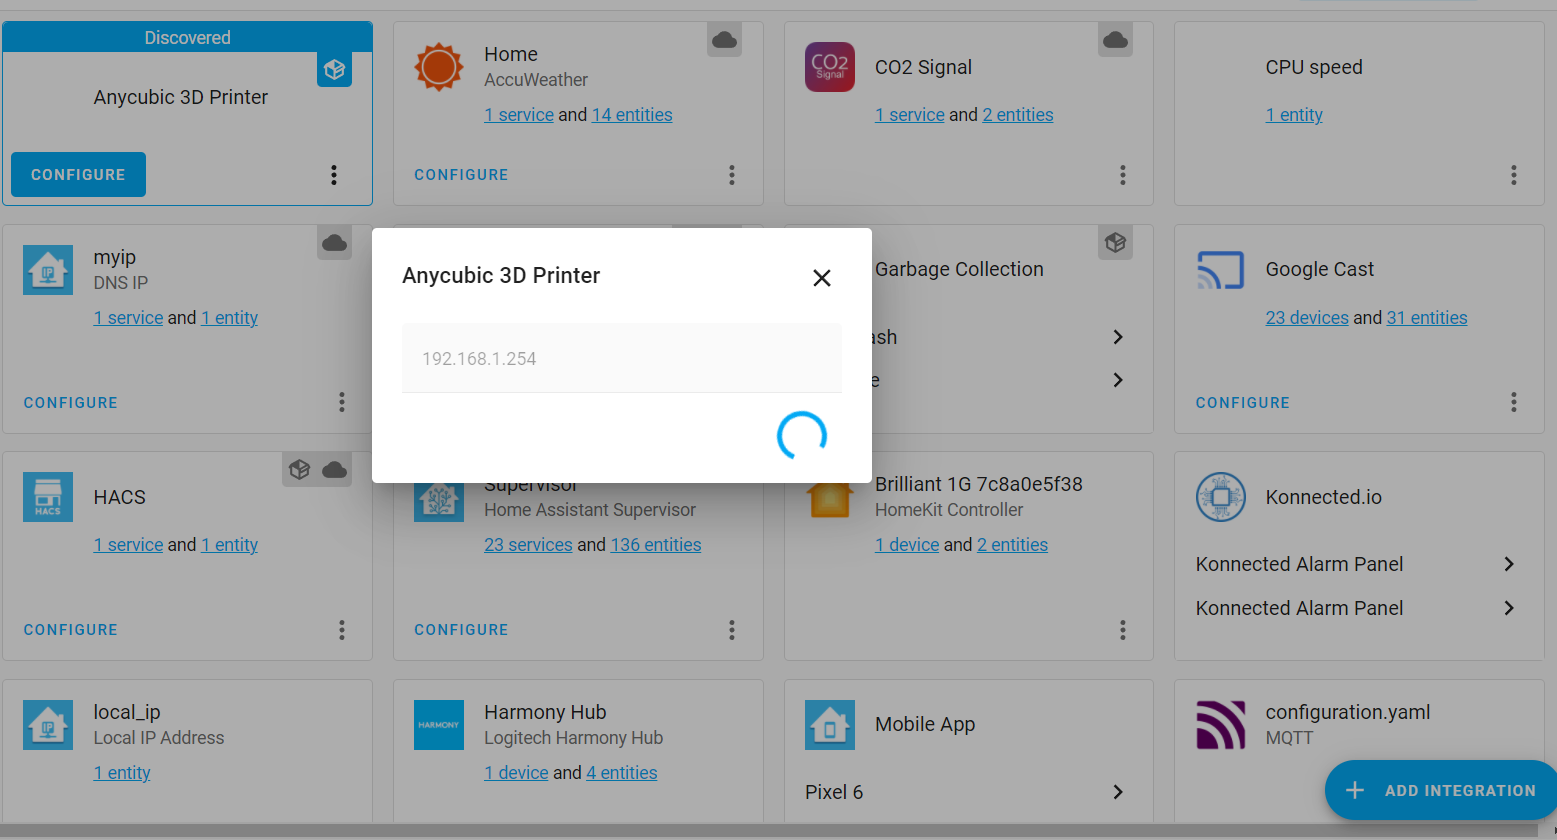 Discovered
Anycubic 3D Printer
CONFIGURE
Home
AccuWeather
1 service and 14 entities
CONFIGURE
CO2
Signal
CO2 Signal
1 service and 2 entities
CPU speed
1 entity
IP
myip
DNS IP
1 service and 1 entity
CONFIGURE
Anycubic 3D Printer
192.168.1.254
Garbage Collection
ash
e
Google Cast
23 devices and 31 entities
CONFIGURE
HACS
HACS
1 service and 1 entity
CONFIGURE
Supervisor
Home Assistant Supervisor
23 services and 136 entities
CONFIGURE
Brilliant 1G 7c8a0e5f38
HomeKit Controller
1 device and 2 entities
Konnected.io
Konnected Alarm Panel
Konnected Alarm Panel
IP
local_ip
Local IP Address
1 entity
HARMONY
Harmony Hub
Logitech Harmony Hub
1 device and 4 entities
Mobile App
Pixel 6
configuration.yaml
MQTT
ADD INTEGRATION